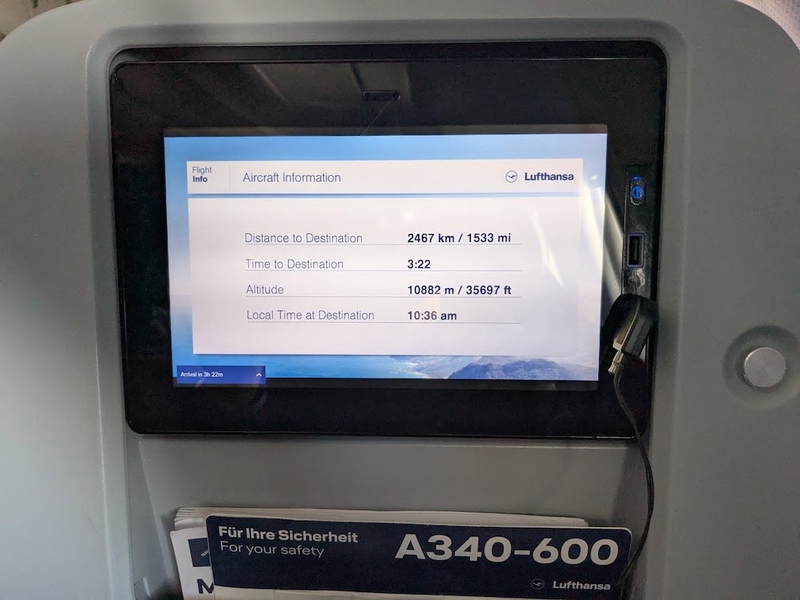 Flight
Info
Aircraft Information
Lufthansa
Distance to Destination 2467 km / 1533 mi
Time to Destination 3:22
Altitude 10882 m / 35697 ft
Local Time at Destination 10:36 am
Arrival in 3h 22m
Für Ihre Sicherheit
For your safety
A340-600
Lufthansa
M